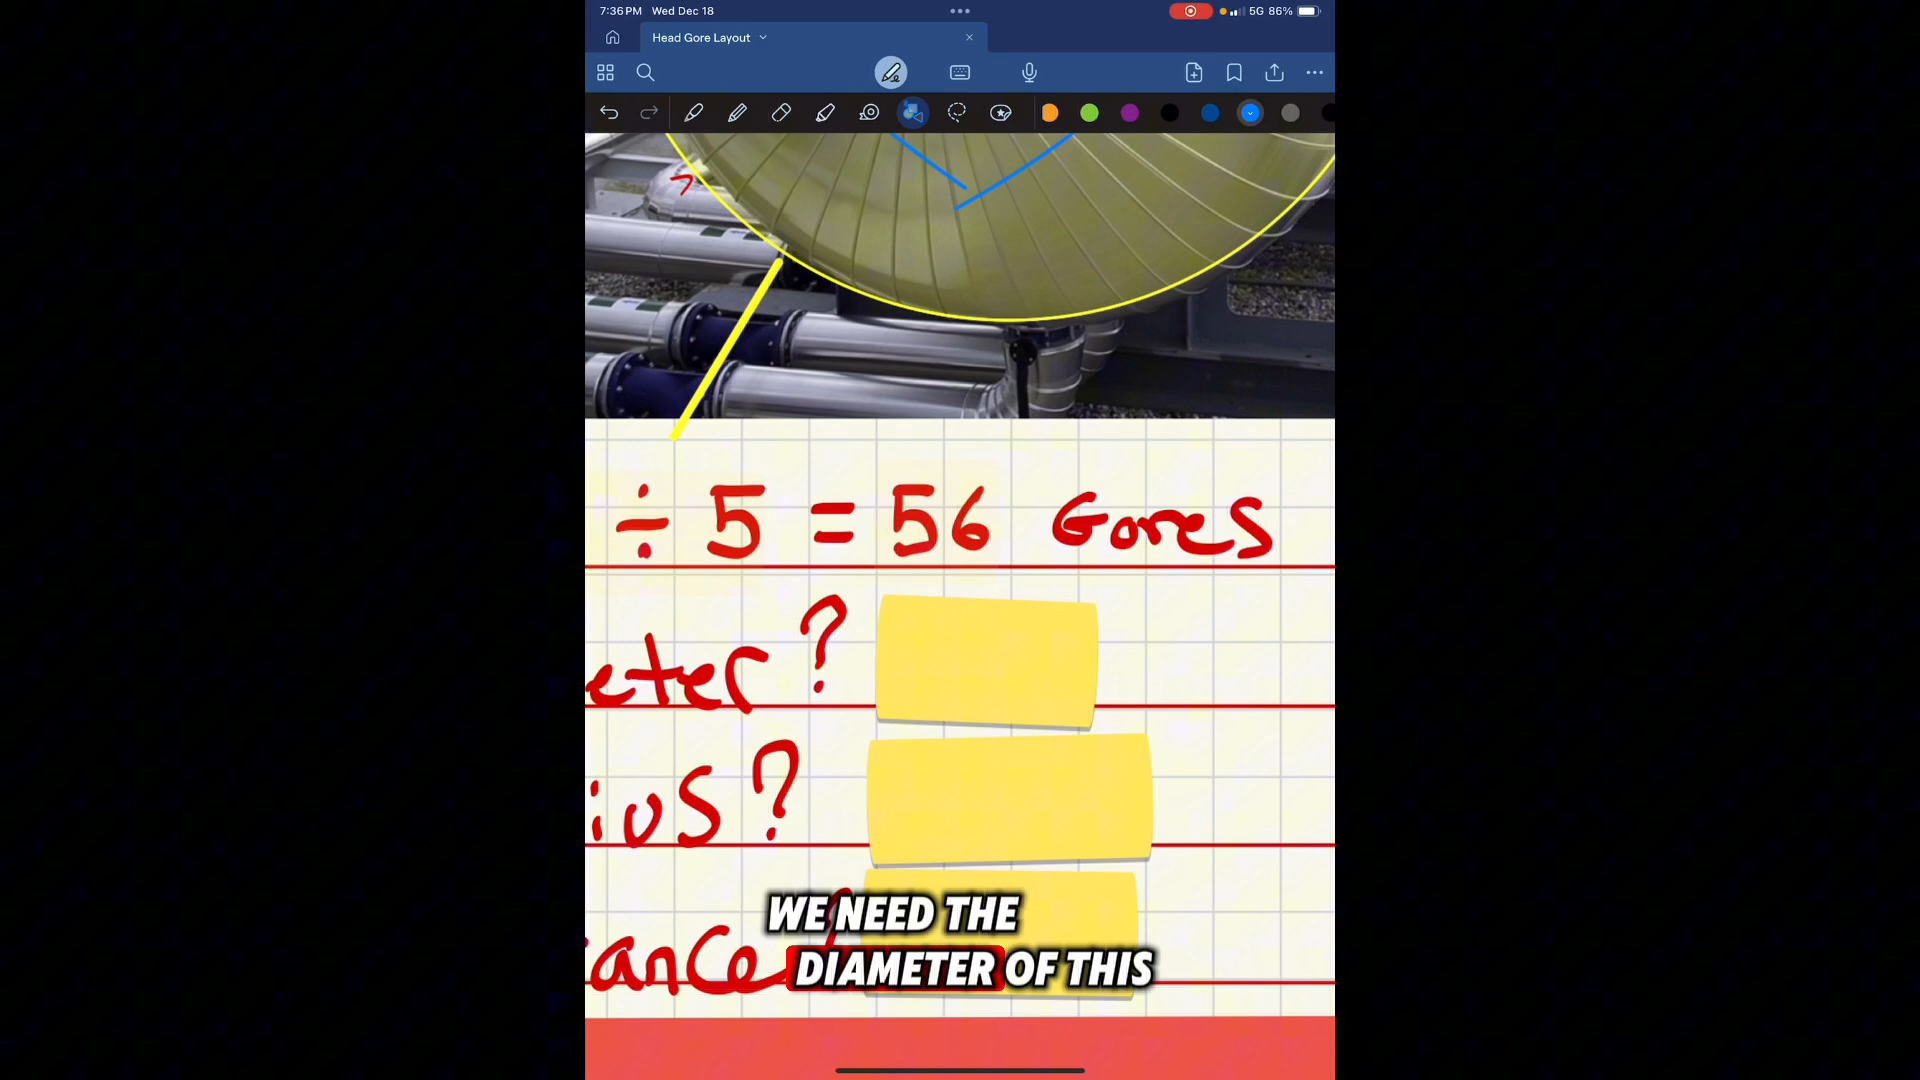 7:36 PM Wed Dec 18
5G 86%
Head Gore Layout
÷ 5 = 56 Gores
eter?
ius?
ance
WE NEED THE
DIAMETER OF THIS